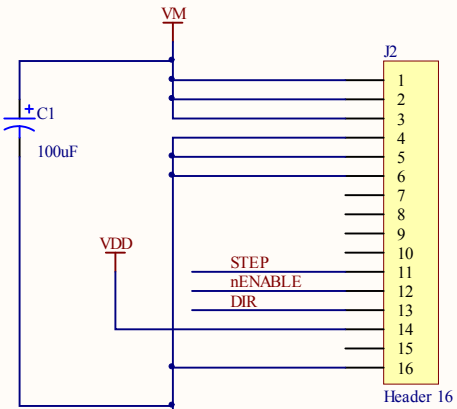 VM
J2
1
2
+ C1
3
4
100uF
5
6
7
8
9
VDD
10
STEP 11
nENABLE 12
DIR 13
14
15
16
Header 16